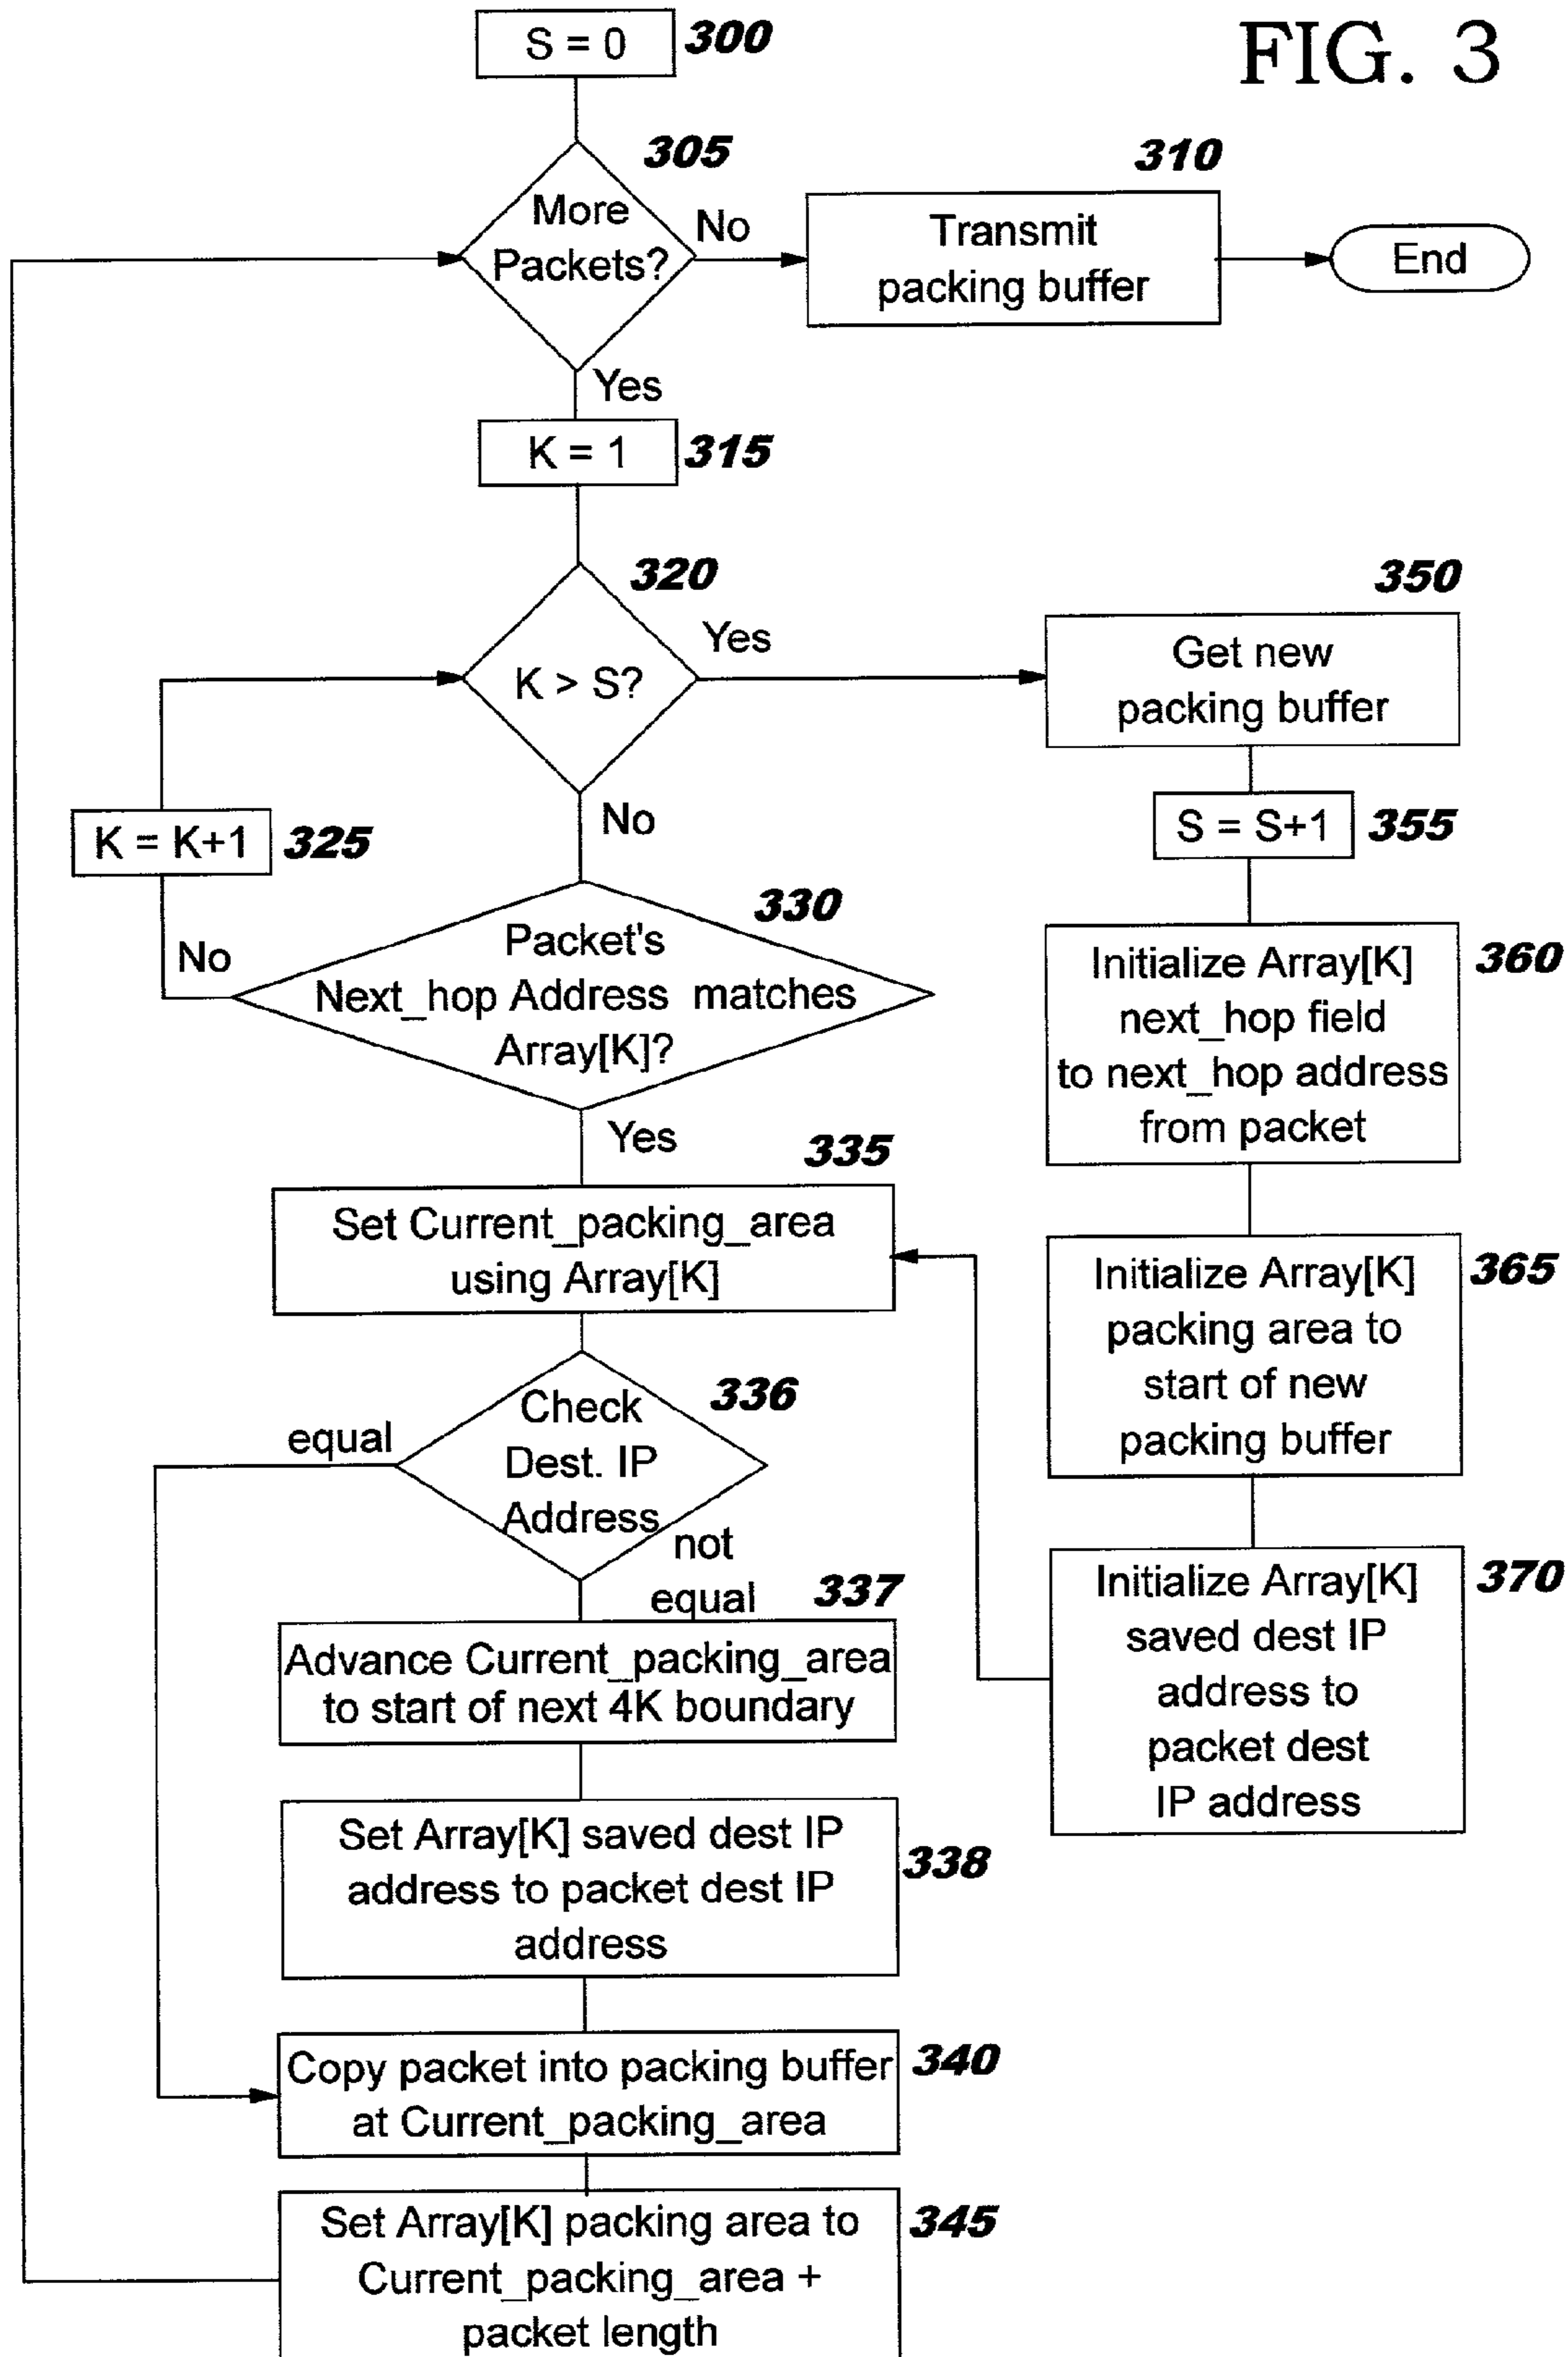 FIG. 3
S = 0
300
305
More
Packets?
No
310
Transmit
packing buffer
End
Yes
K = 1
315
320
K > S?
Yes
350
Get new
packing buffer
K = K+1
325
No
S = S+1
355
330
Packet's
Next_hop Address matches
Array[K]?
No
Initialize Array[K]
next_hop field
to next_hop address
from packet
360
Yes
335
Set Current_packing_area
using Array[K]
Initialize Array[K]
packing area to
start of new
packing buffer
365
336
Check
Dest. IP
Address
equal
not
equal
337
Advance Current_packing_area
to start of next 4K boundary
Initialize Array[K]
saved dest IP
address to
packet dest
IP address
370
Set Array[K] saved dest IP
address to packet dest IP
address
338
Copy packet into packing buffer
at Current_packing_area
340
Set Array[K] packing area to
Current_packing_area +
packet length
345